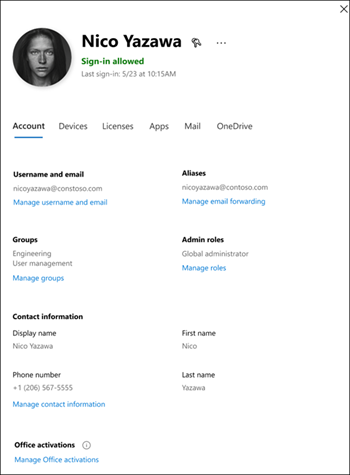 Nico Yazawa
Sign-in allowed
Last sign-in: 5/23 at 10:15AM
Account Devices Licenses Apps Mail OneDrive
Username and email
nicoyazawa@constoso.com
Manage username and email
Aliases
nicoyazawa@contoso.com
Manage email forwarding
Groups
Engineering
User management
Manage groups
Admin roles
Global administrator
Manage roles
Contact information
Display name
Nico Yazawa
First name
Nico
Phone number
+1 (206) 567-5555
Last name
Yazawa
Manage contact information
Office activations
Manage Office activations